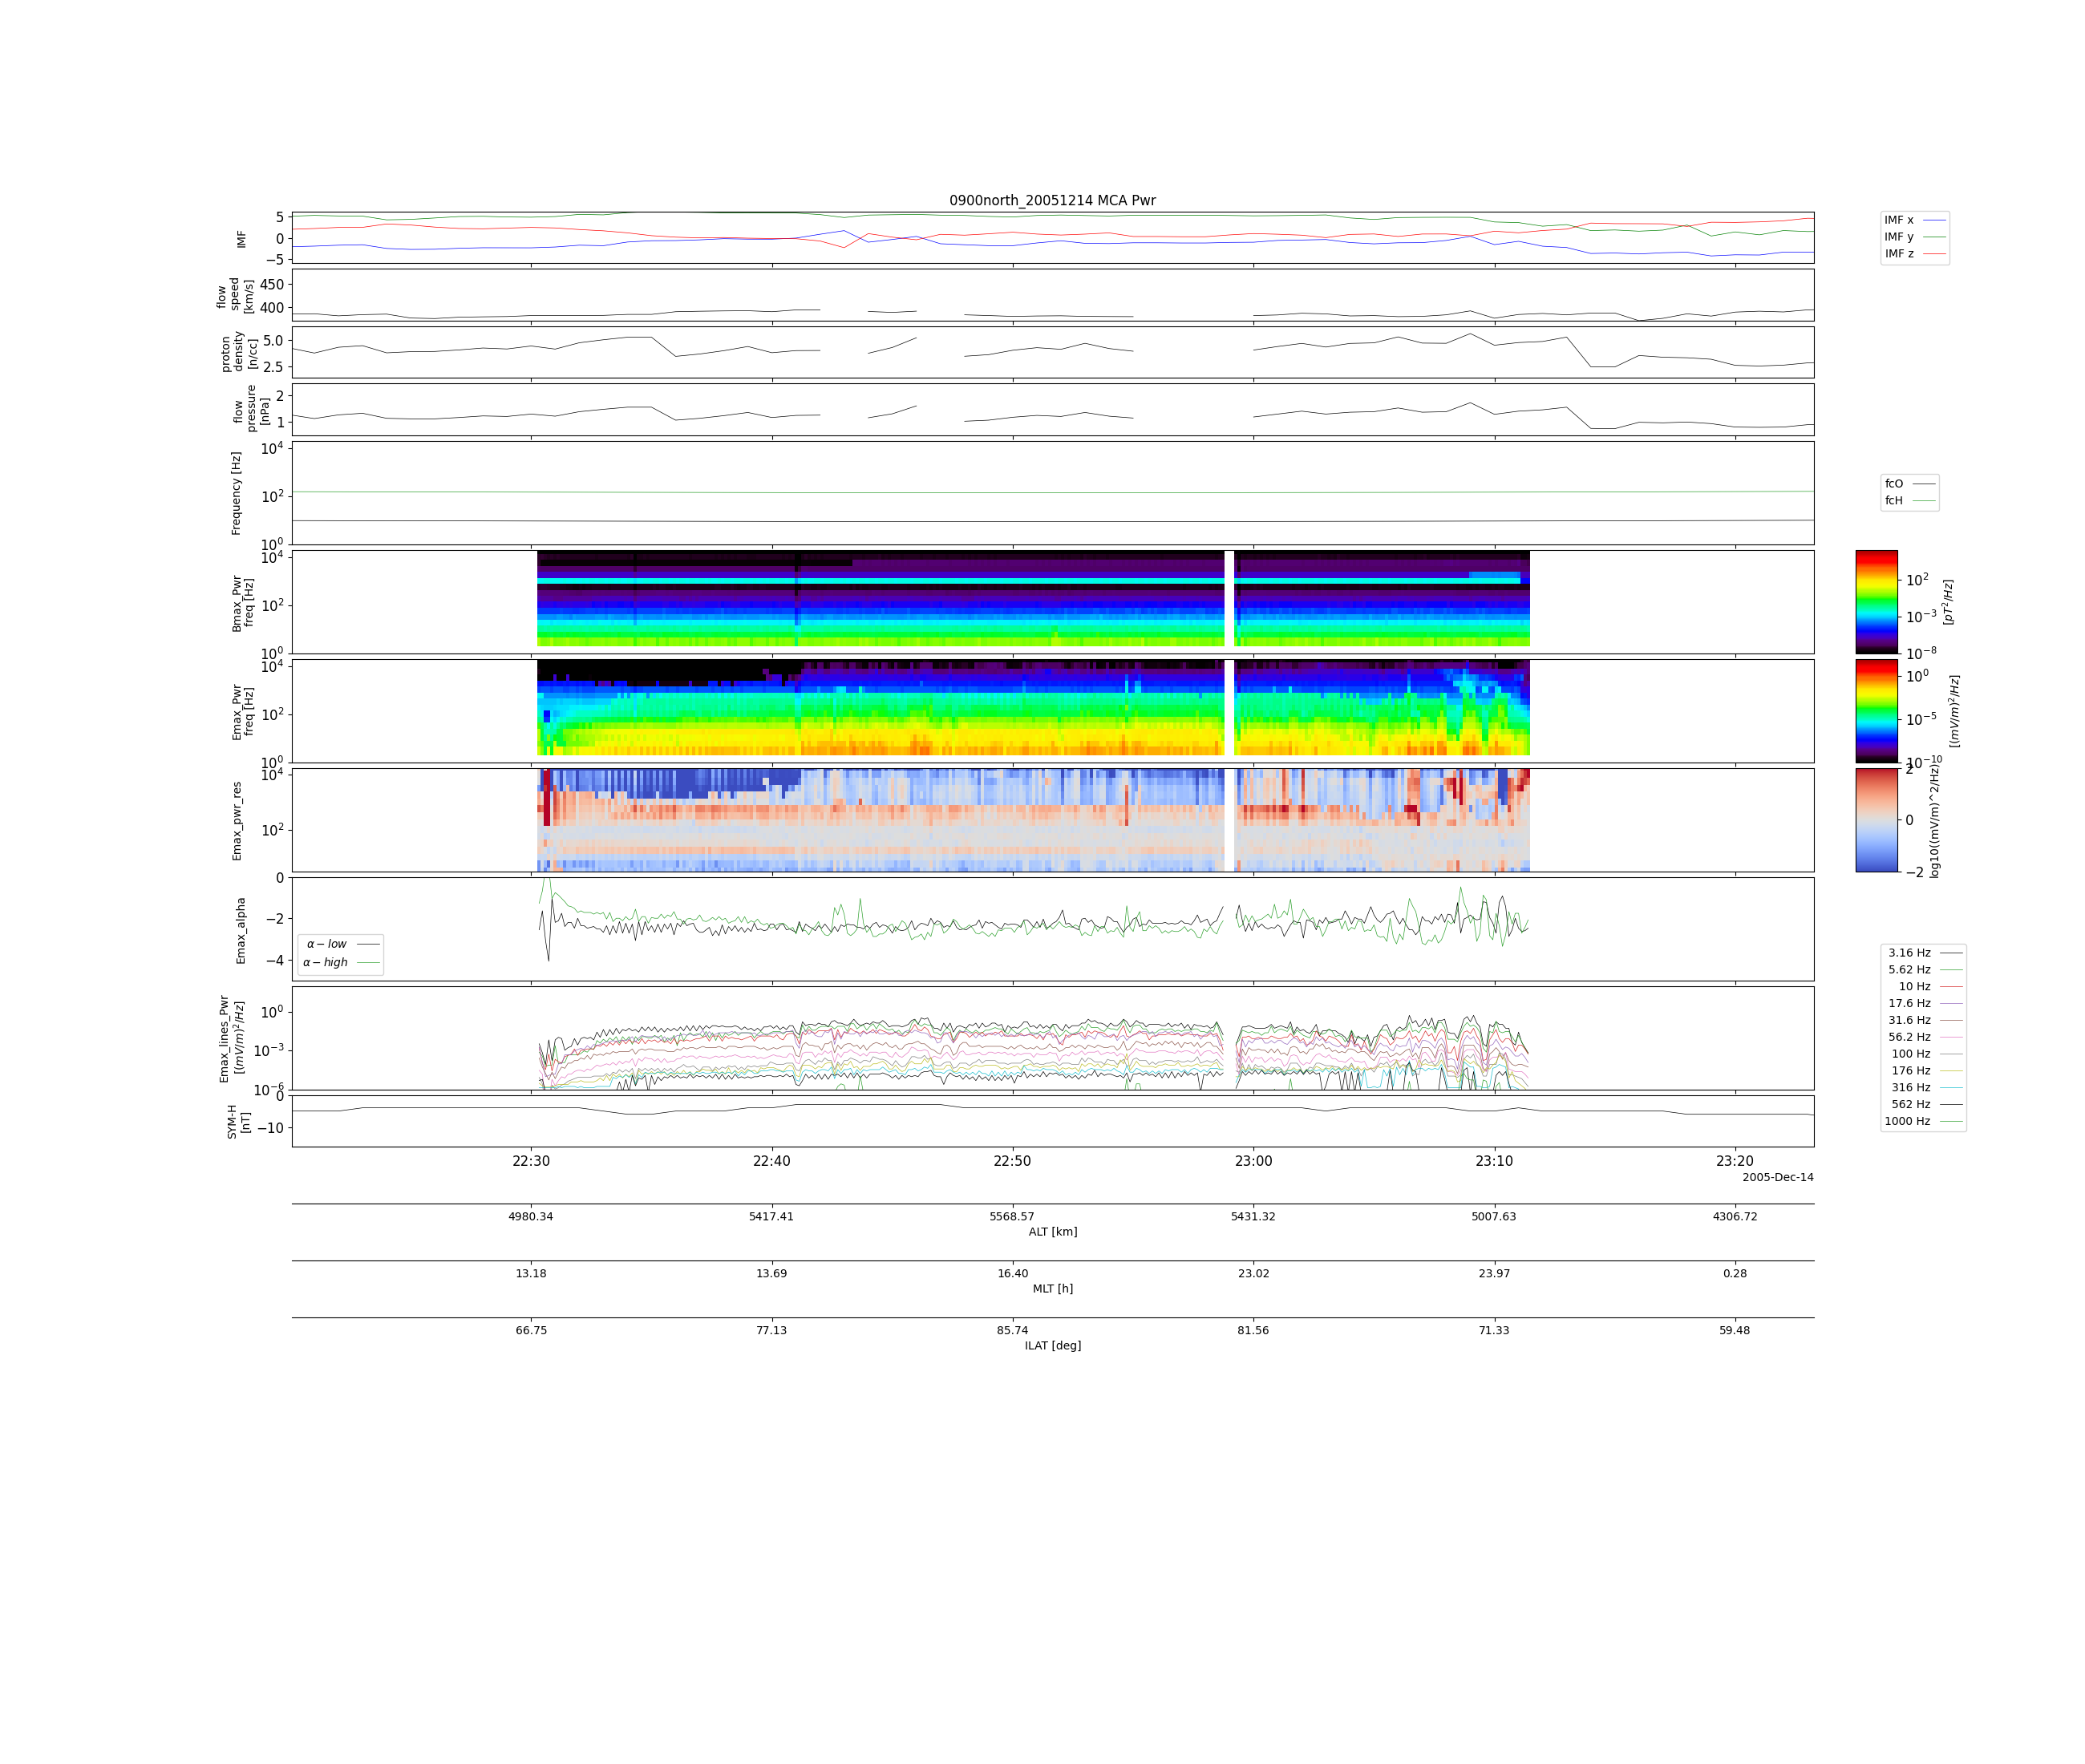 0900north_20051214 MCA Pwr
5
0
−5
IMF
IMF x
IMF y
IMF z
450
400
flow
speed
[km/s]
5.0
2.5
proton
density
[n/cc]
2
1
flow
pressure
[nPa]
10^4
10^2
10^0
Frequency [Hz]
fcO
fcH
10^4
10^2
10^0
Bmax_Pwr
freq [Hz]
10^2
10^−3
10^−8
[pT^2/Hz]
10^4
10^2
10^0
Emax_Pwr
freq [Hz]
10^0
10^−5
10^−10
[(mV/m)^2/Hz]
10^4
10^2
Emax_pwr_res
2
0
−2
log10((mV/m)^2/Hz)
0
−2
−4
Emax_alpha
α − low
α − high
10^0
10^−3
10^−6
Emax_lines_Pwr
[(mV/m)^2/Hz]
3.16 Hz
5.62 Hz
10 Hz
17.6 Hz
31.6 Hz
56.2 Hz
100 Hz
176 Hz
316 Hz
562 Hz
1000 Hz
0
−10
SYM-H
[nT]
22:30 22:40 22:50 23:00 23:10 23:20
2005-Dec-14
4980.34 5417.41 5568.57 5431.32 5007.63 4306.72
ALT [km]
13.18 13.69 16.40 23.02 23.97 0.28
MLT [h]
66.75 77.13 85.74 81.56 71.33 59.48
ILAT [deg]